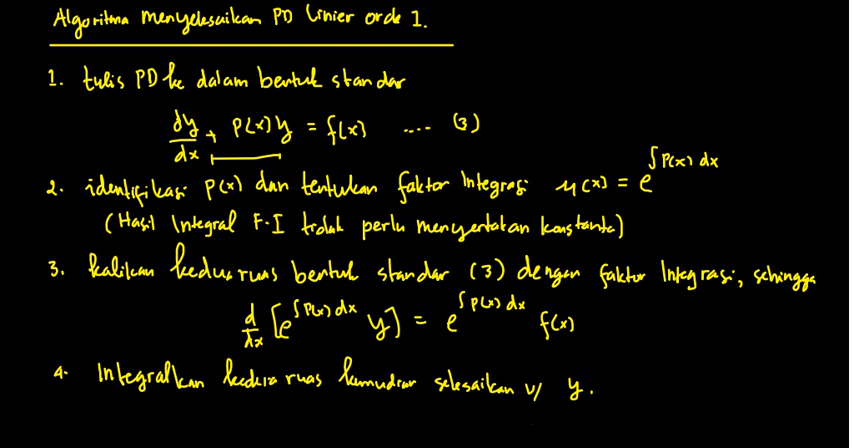 Algoritma menyelesaikan PD linier orde 1.
1. tulis PD ke dalam bentuk standar
dy/dx + P(x)y = f(x) .... (3)
2. identifikasi P(x) dan tentukan faktor Integrasi μ(x) = e^∫P(x) dx
(Hasil Integral F.I tidak perlu menyertakan konstanta)
3. kalikan kedua ruas bentuk standar (3) dengan faktor Integrasi, sehingga
d/dx [e^∫P(x) dx y] = e^∫P(x) dx f(x)
4. Integralkan kedua ruas kemudian selesaikan u/ y.